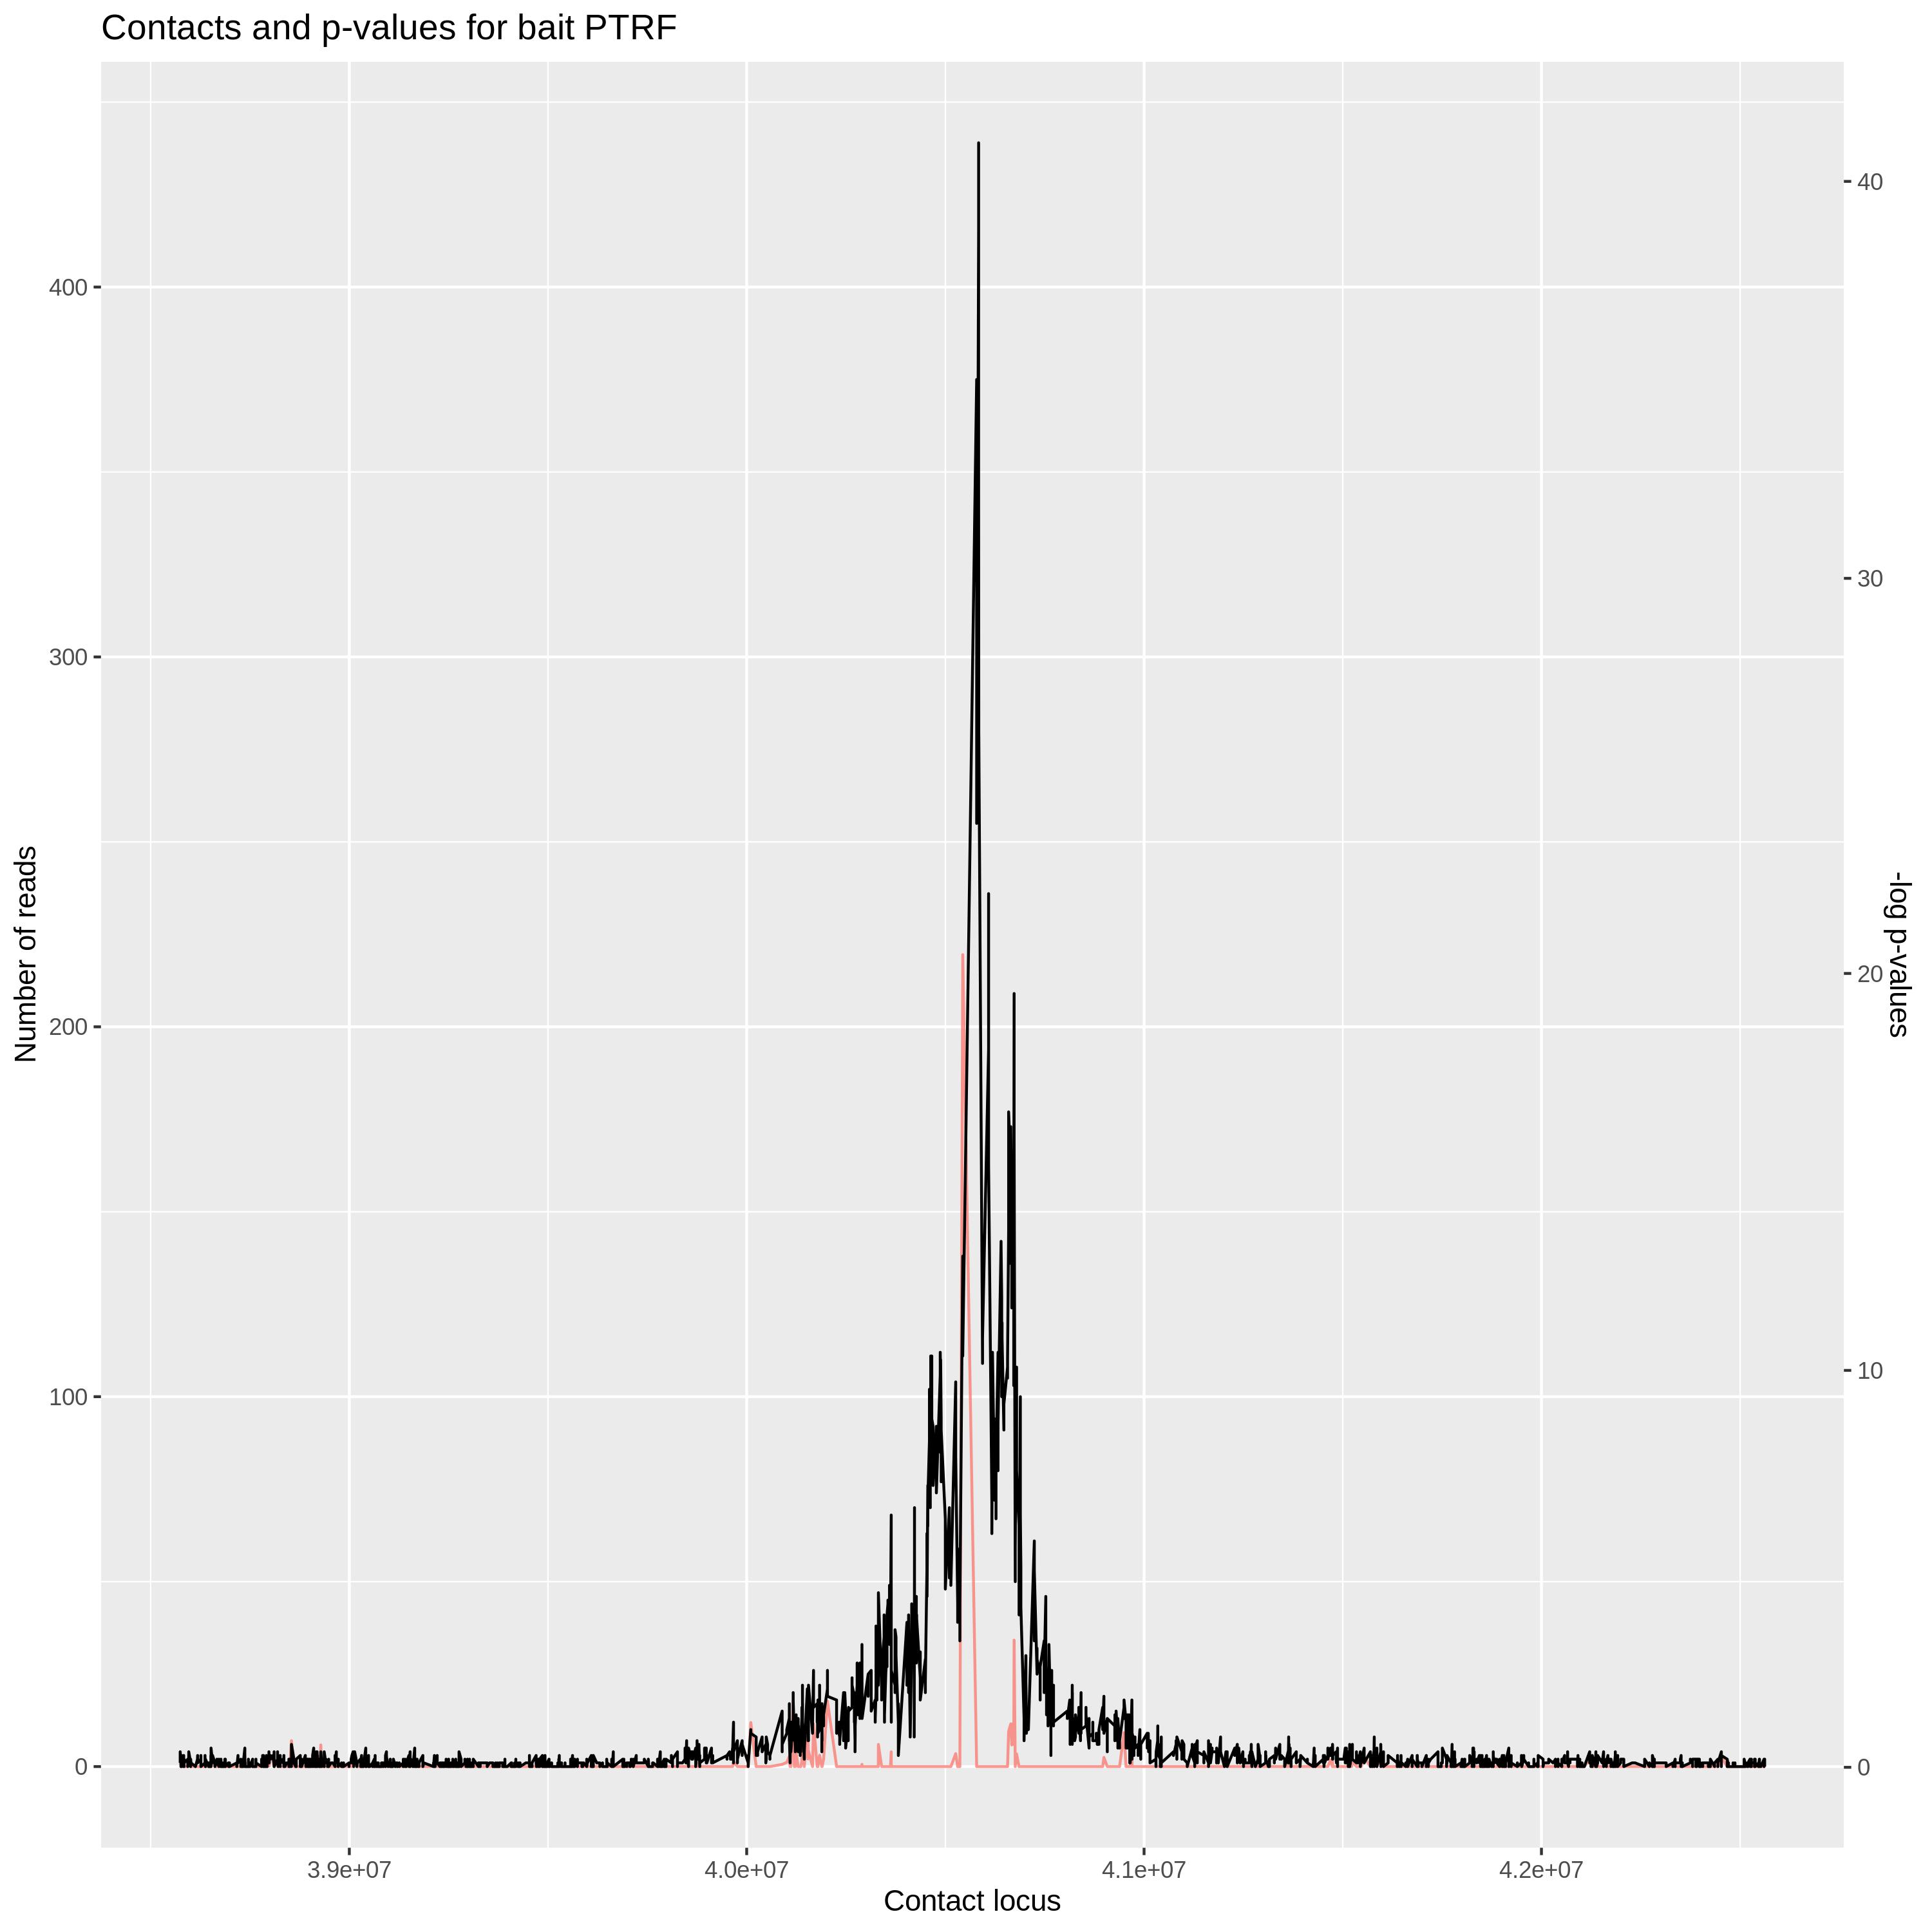 Contacts and p-values for bait PTRF
400
300
200
100
0
Number of reads
40
30
20
10
0
-log p-values
3.9e+07 4.0e+07 4.1e+07 4.2e+07
Contact locus